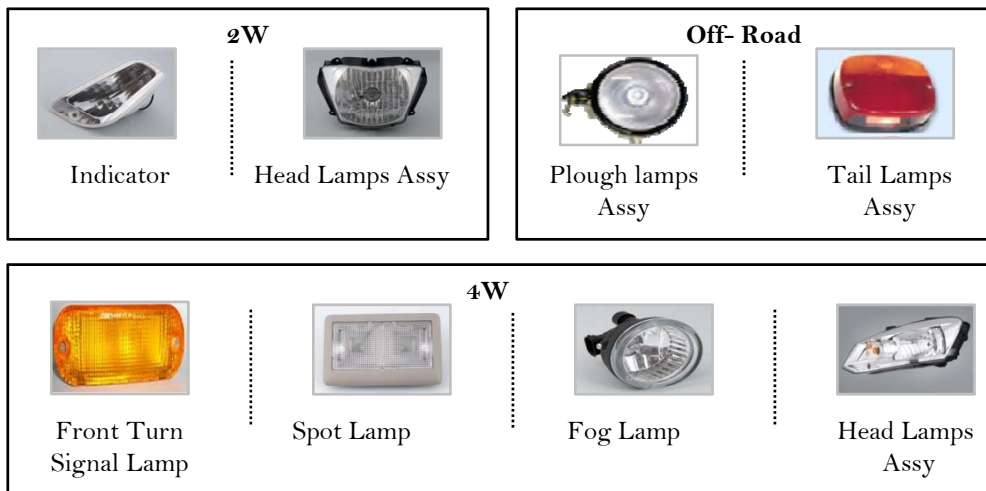 2W
Indicator
Head Lamps Assy
Off- Road
Plough lamps
Assy
Tail Lamps
Assy
4W
Front Turn
Signal Lamp
Spot Lamp
Fog Lamp
Head Lamps
Assy